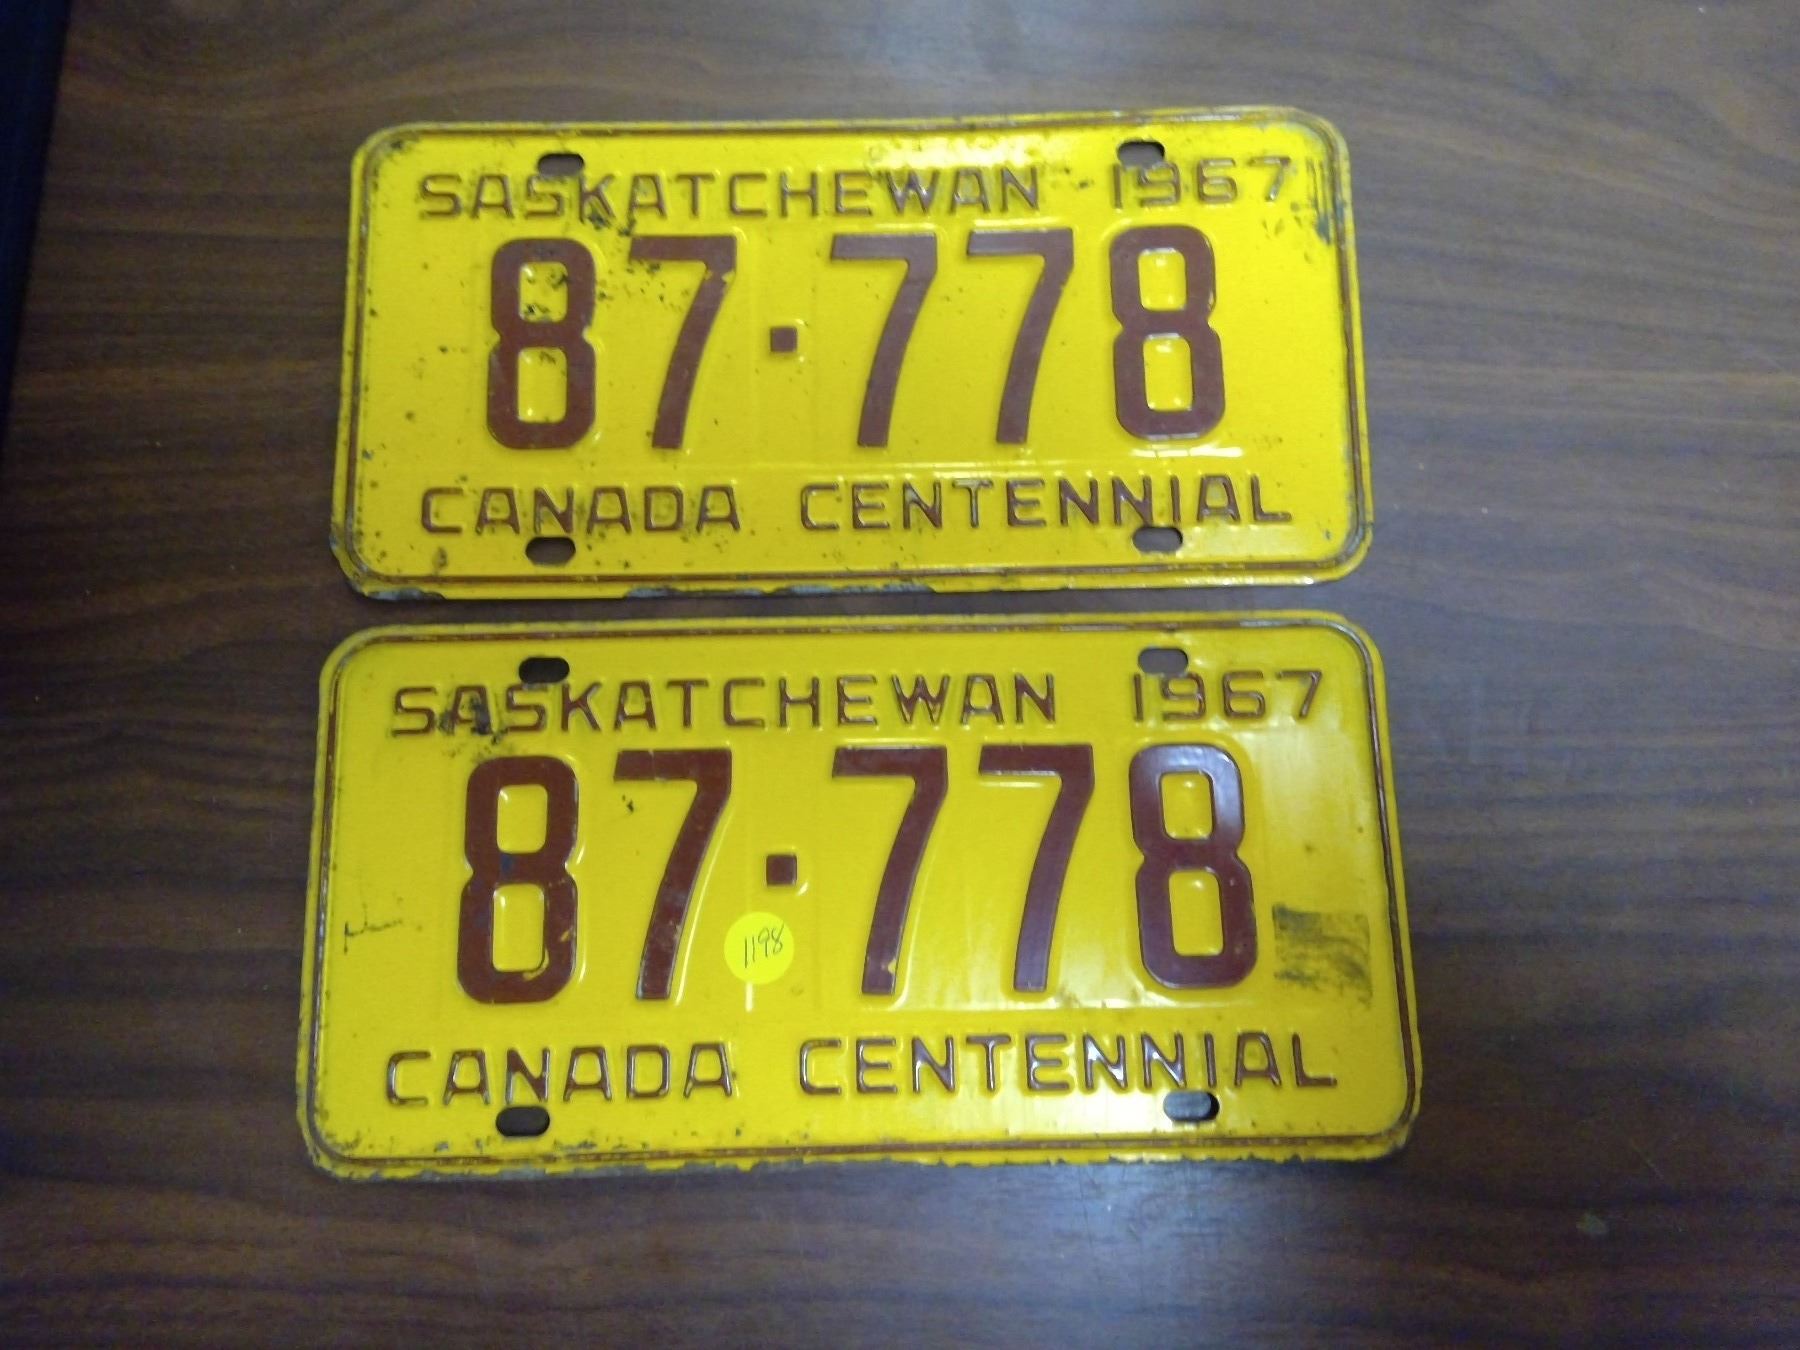 SASKATCHEWAN 1967
87·778
CANADA CENTENNIAL
SASKATCHEWAN 1967
87·778
1198
CANADA CENTENNIAL